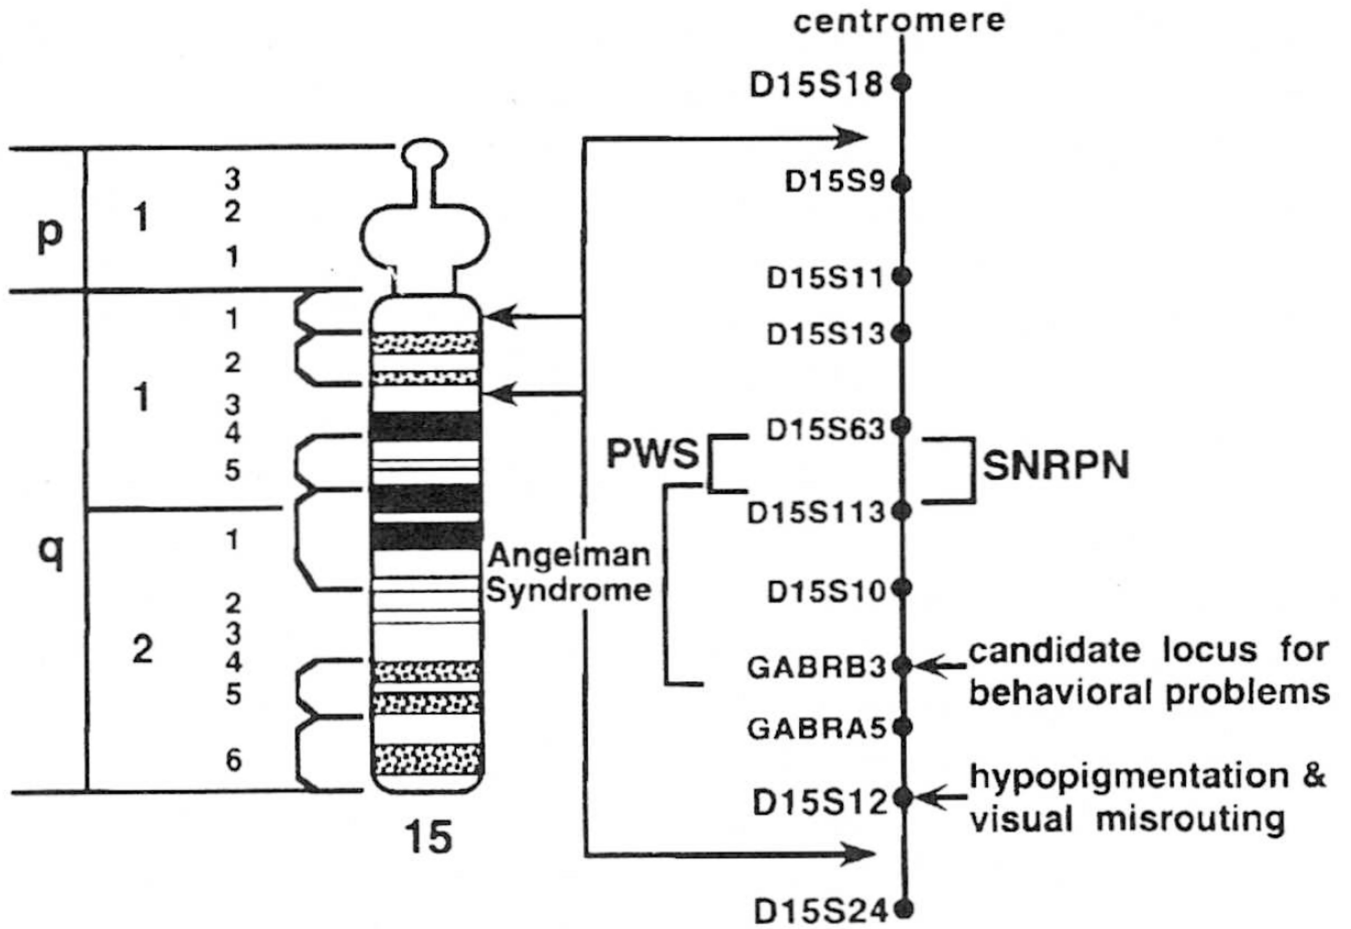 centromere
D15S18
D15S9
D15S11
D15S13
D15S63
D15S113
D15S10
GABRB3
GABRA5
D15S12
D15S24
PWS
SNRPN
Angelman
Syndrome
candidate locus for
behavioral problems
hypopigmentation &
visual misrouting
p
1
3
2
1
q
1
1
2
3
4
5
2
1
2
3
4
5
6
15